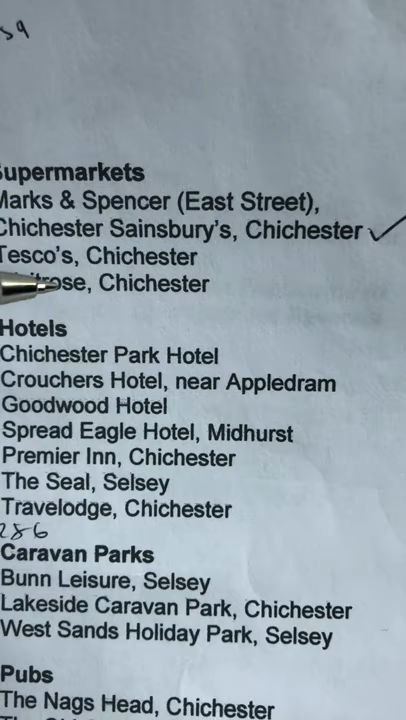 59
Supermarkets
Marks & Spencer (East Street),
Chichester Sainsbury's, Chichester
Tesco's, Chichester
Chichester
Hotels
Chichester Park Hotel
Crouchers Hotel, near Appledram
Goodwood Hotel
Spread Eagle Hotel, Midhurst
Premier Inn, Chichester
The Seal, Selsey
Travelodge, Chichester
286
Caravan Parks
Bunn Leisure, Selsey
Lakeside Caravan Park, Chichester
West Sands Holiday Park, Selsey
Pubs
The Nags Head, Chichester